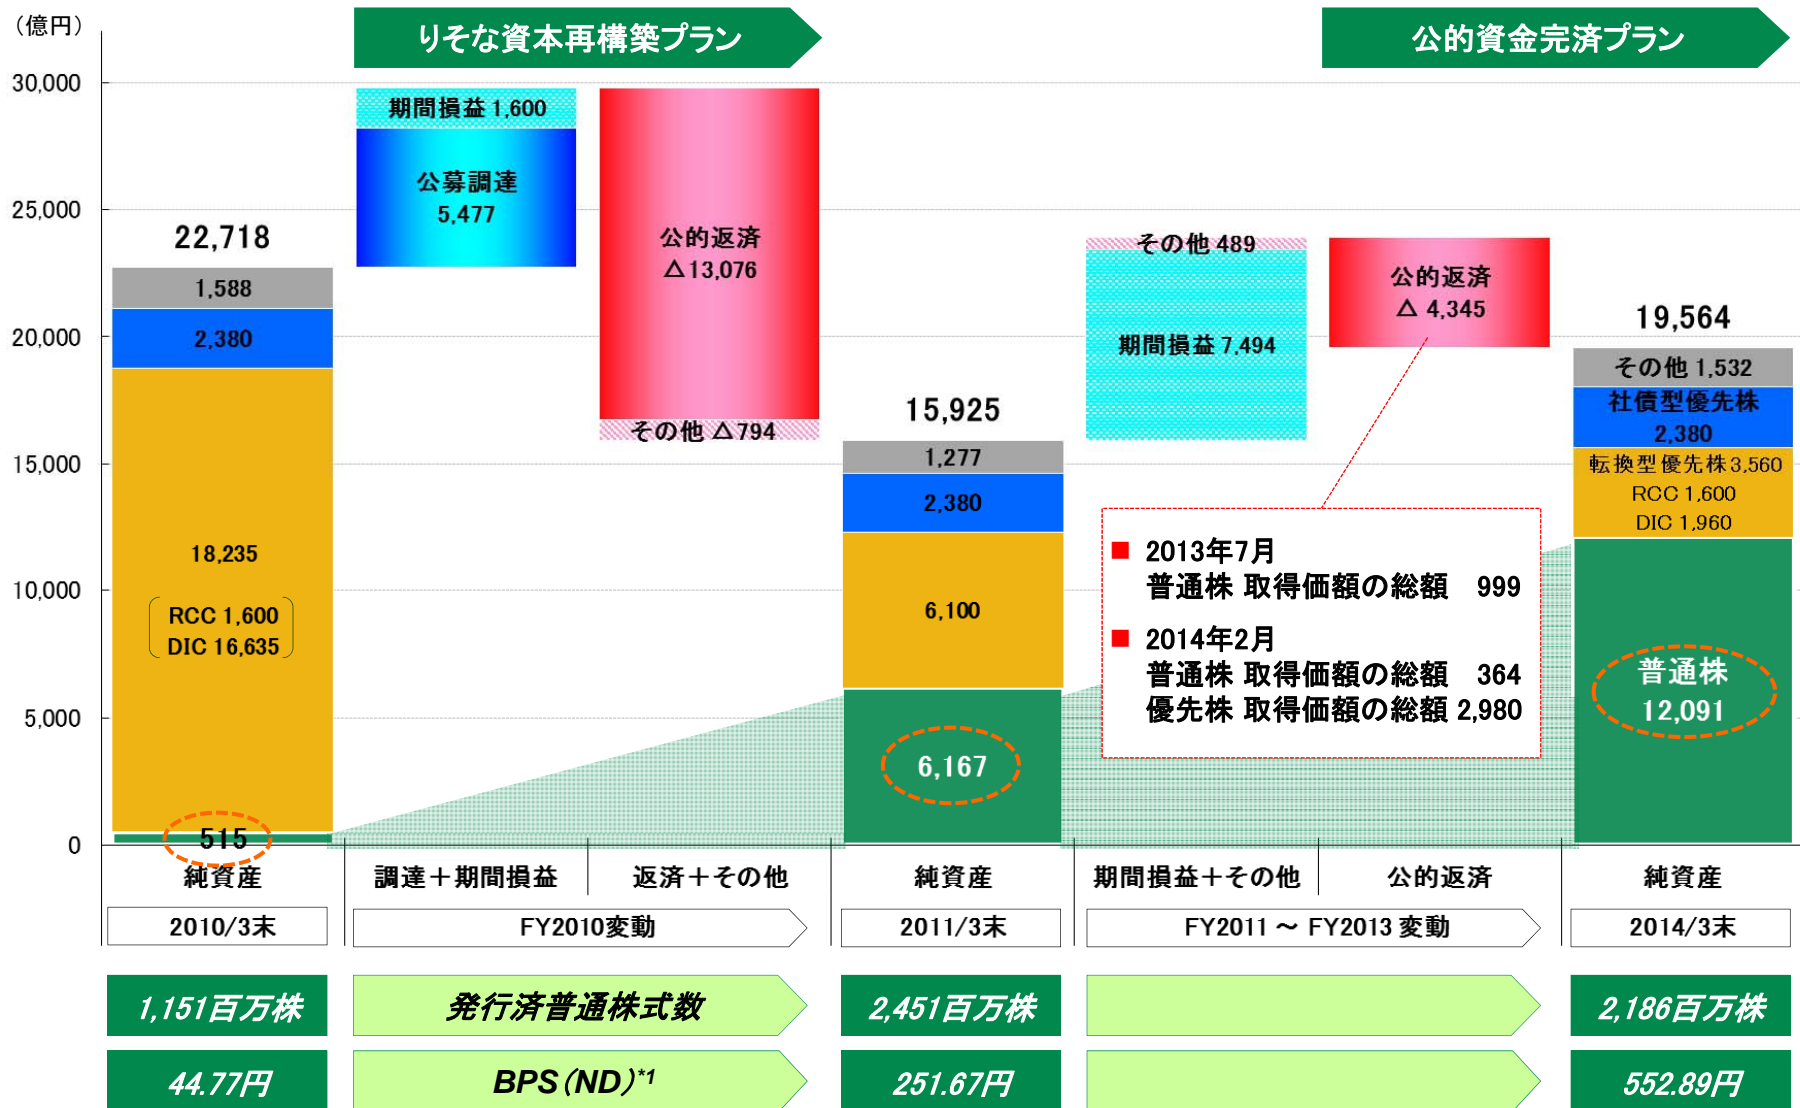 （億円）
りそな資本再構築プラン
公的資金完済プラン
30,000
25,000
20,000
15,000
10,000
5,000
0
22,718
1,588
2,380
18,235
RCC 1,600
DIC 16,635
515
期間損益 1,600
公募調達
5,477
公的返済
△13,076
その他 △794
15,925
1,277
2,380
6,100
6,167
その他 489
期間損益 7,494
公的返済
△ 4,345
■ 2013年7月
普通株 取得価額の総額 999
■ 2014年2月
普通株 取得価額の総額 364
優先株 取得価額の総額 2,980
19,564
その他 1,532
社債型優先株
2,380
転換型優先株 3,560
RCC 1,600
DIC 1,960
普通株
12,091
純資産
調達＋期間損益
返済＋その他
純資産
期間損益＋その他
公的返済
純資産
2010/3末
FY2010変動
2011/3末
FY2011 ～ FY2013 変動
2014/3末
1,151百万株
発行済普通株式数
2,451百万株
2,186百万株
44.77円
BPS（ND）*1
251.67円
552.89円